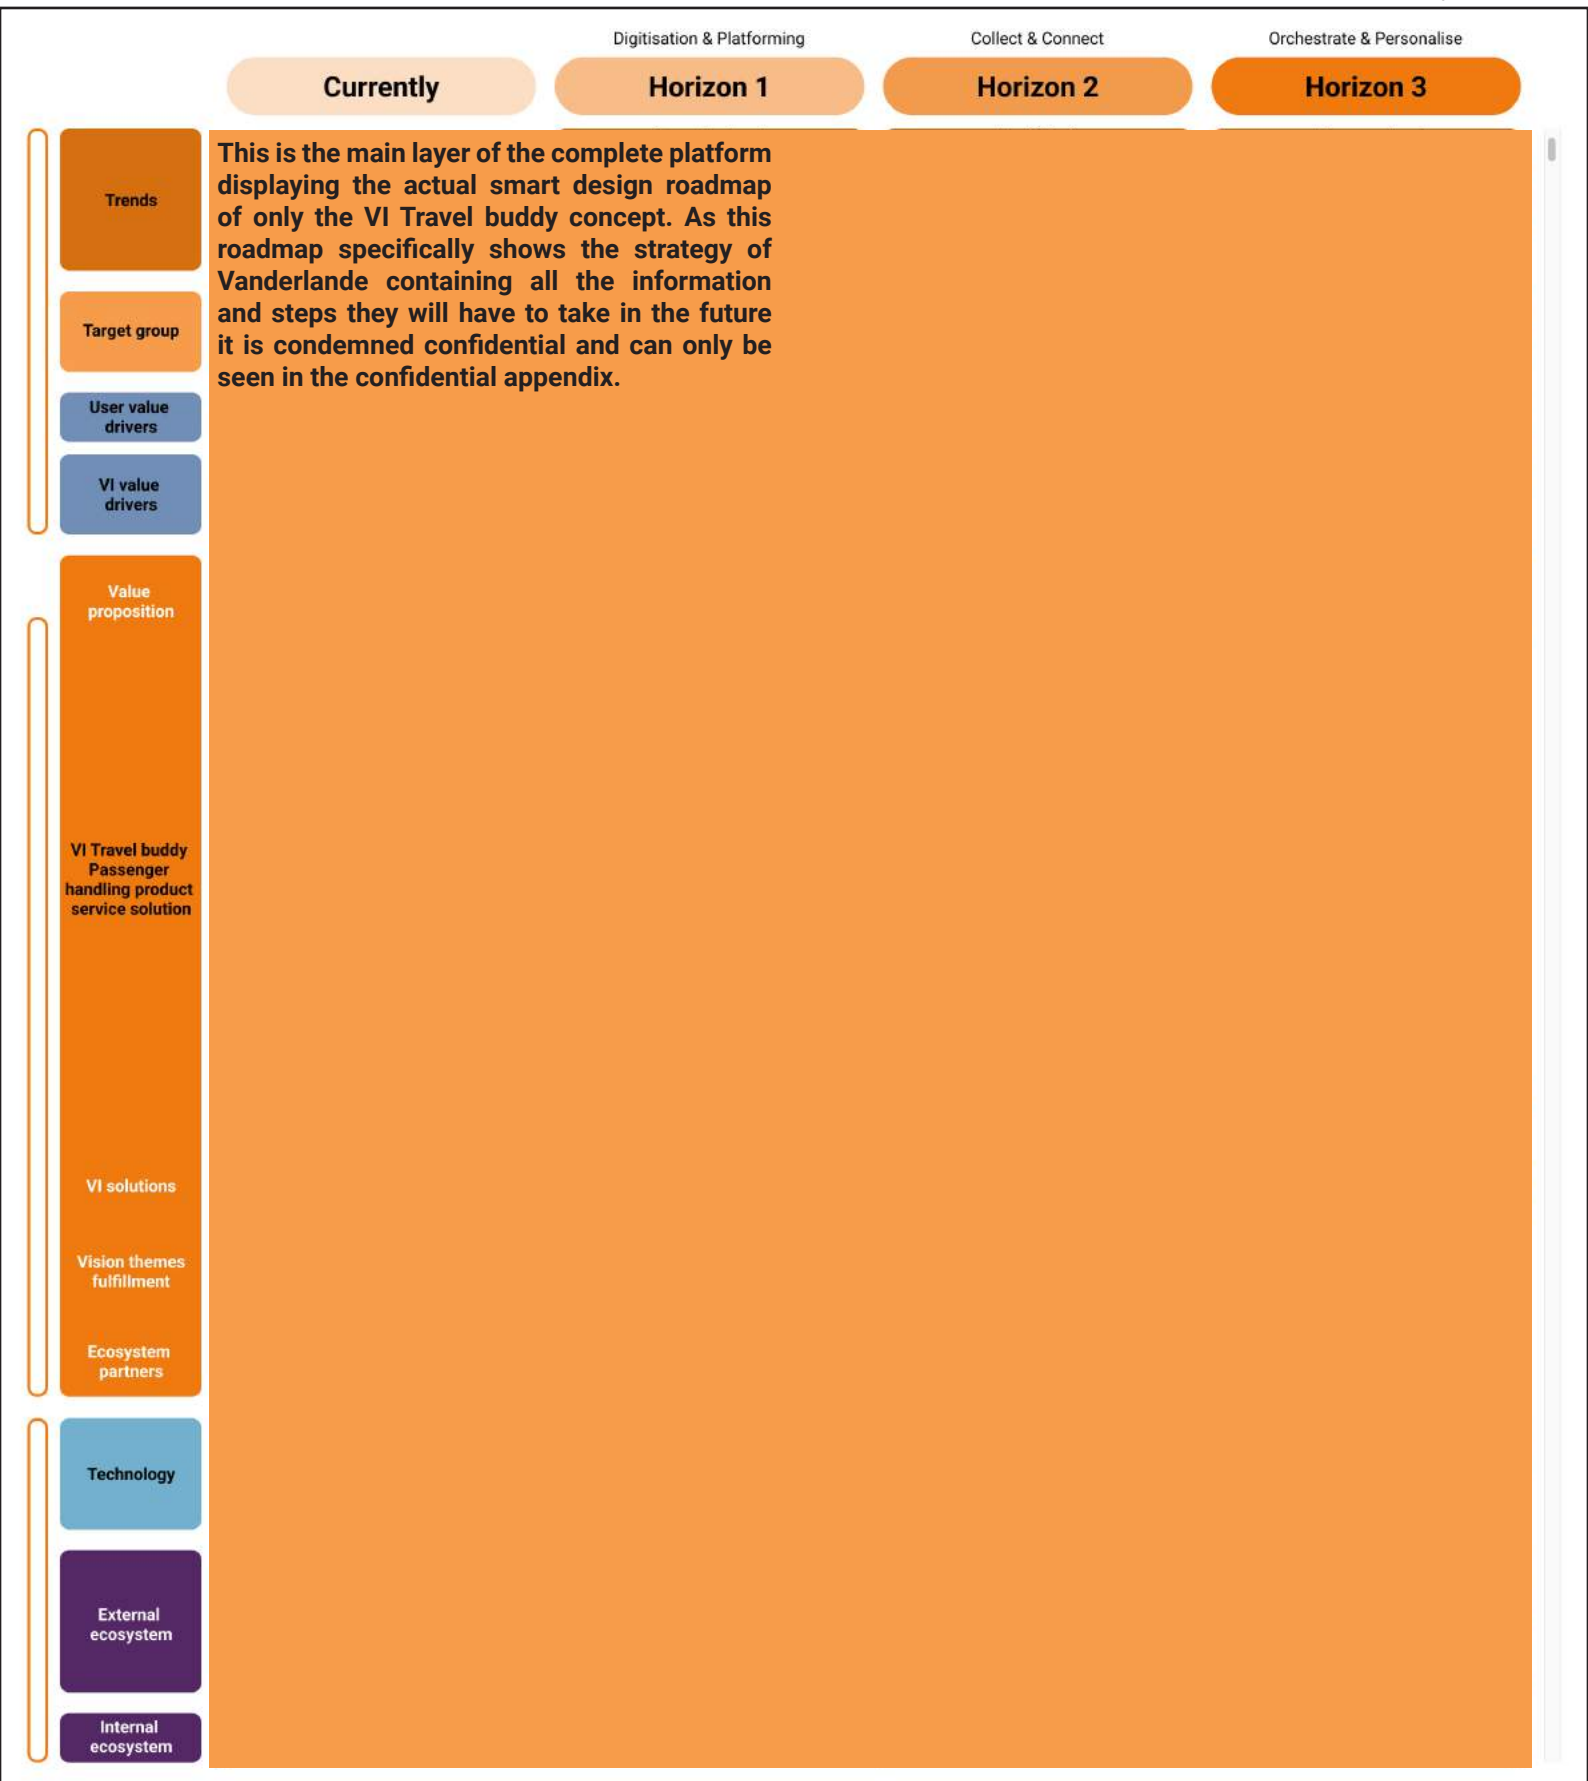 Digitisation & Platforming
Collect & Connect
Orchestrate & Personalise
Currently
Horizon 1
Horizon 2
Horizon 3
Trends
Target group
User value
drivers
VI value
drivers
Value
proposition
VI Travel buddy
Passenger
handling product
service solution
VI solutions
Vision themes
fulfillment
Ecosystem
partners
Technology
External
ecosystem
Internal
ecosystem
This is the main layer of the complete platform
displaying the actual smart design roadmap
of only the VI Travel buddy concept. As this
roadmap specifically shows the strategy of
Vanderlande containing all the information
and steps they will have to take in the future
it is condemned confidential and can only be
seen in the confidential appendix.